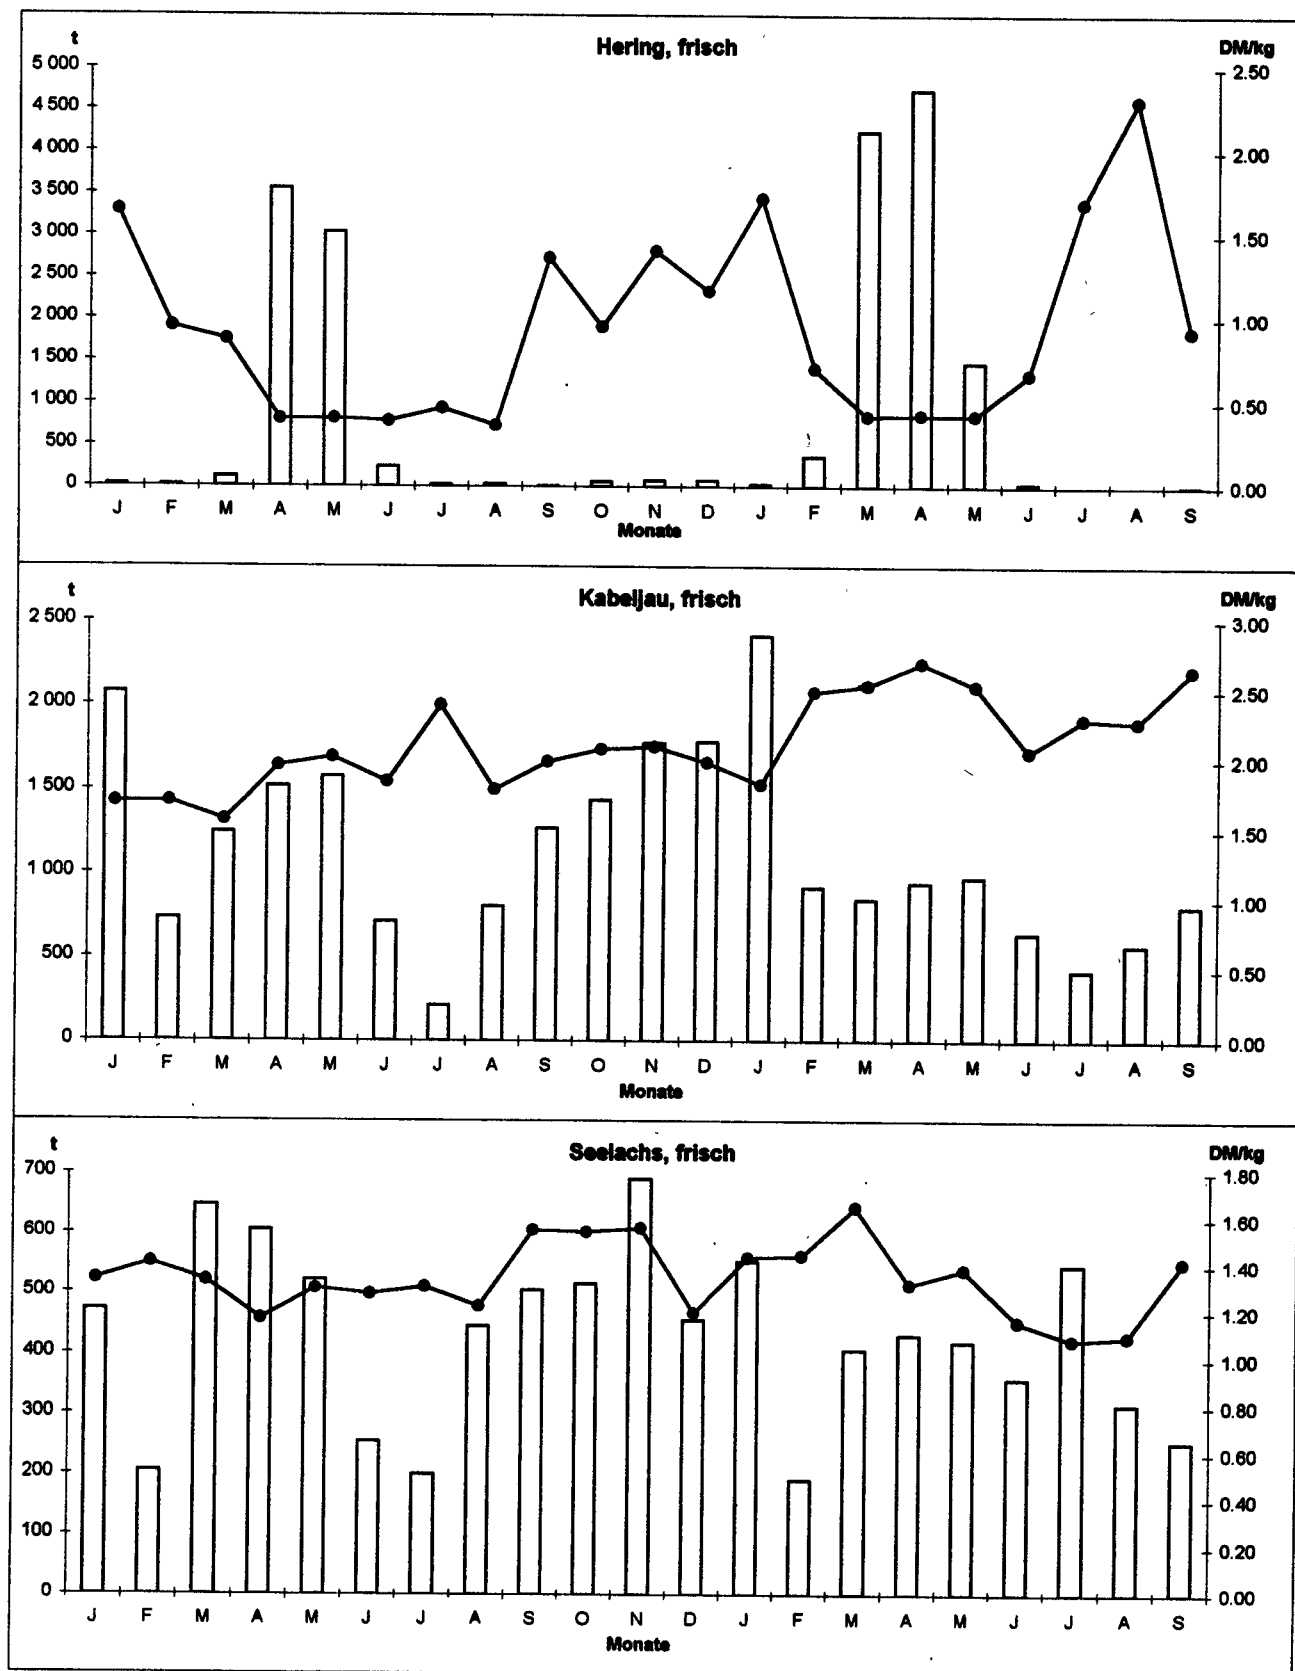 t Hering, frisch DM/kg
5 000 2.50
4 500
4 000 2.00
3 500
3 000 1.50
2 500
2 000 1.00
1 500
1 000 0.50
500
0 0.00
J F M A M J J A S O N D J F M A M J J A S
Monate
t Kabeljau, frisch DM/kg
2 500 3.00
2 000 2.50
2.00
1 500
1.50
1 000 1.00
500 0.50
0 0.00
J F M A M J J A S O N D J F M A M J J A S
Monate
t Seelachs, frisch DM/kg
700 1.80
600 1.60
1.40
500
1.20
400 1.00
300 0.80
0.60
200
0.40
100 0.20
0 0.00
J F M A M J J A S O N D J F M A M J J A S
Monate